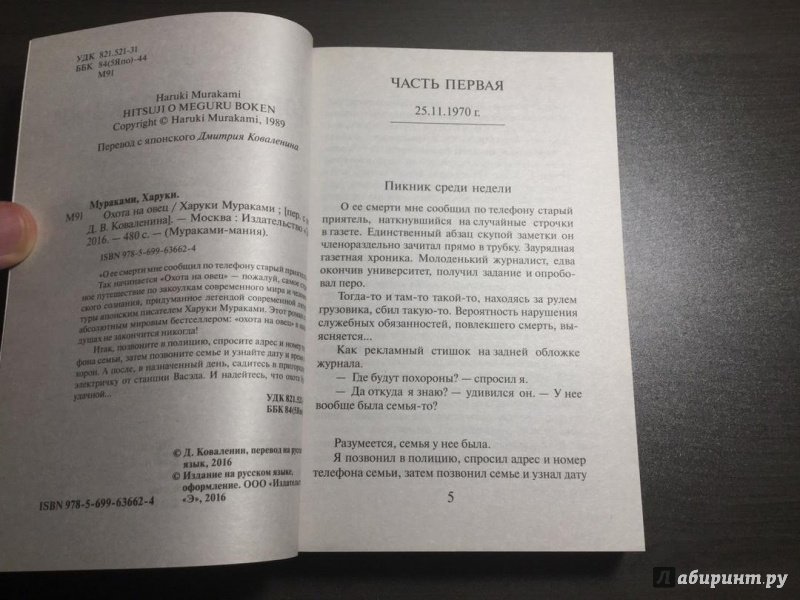 УДК 821.521-31
ББК 84(5Япо)-44
М91
Haruki Murakami
HITSUJI O MEGURU BOKEN
Copyright © Haruki Murakami, 1989
Перевод с японского Дмитрия Коваленина
Мураками, Харуки.
М91 Охота на овец / Харуки Мураками ; [пер. с
Д. В. Коваленина]. — Москва : Издательство
2016. — 480 с. — (Мураками-мания).
ISBN 978-5-699-63662-4
«О ее смерти мне сообщил по телефону старый
Так начинается «Охота на овец» — пожалуй, самое
ное путешествие по закоулкам современного мира и
ского сознания, придуманное легендой современной
туры японским писателем Харуки Мураками. Этот роман
абсолютным мировым бестселлером: «охота на овец» в
душах не закончится никогда!
Итак, позвоните в полицию, спросите адрес и номер
фона семьи, затем позвоните семье и узнайте дату и время
хорон. А после, в назначенный день, садитесь в
электричку от станции Васэда. И надейтесь, что охота
удачной...
УДК 821.52
ББК 84(5Яп
© Д. Коваленин, перевод на
язык, 2016
© Издание на русском языке,
оформление. ООО
«Э», 2016
ISBN 978-5-699-63662-4
ЧАСТЬ ПЕРВАЯ
25.11.1970 г.
Пикник среди недели
О ее смерти мне сообщил по телефону старый
приятель, наткнувшийся на случайные строчки
в газете. Единственный абзац скупой заметки он
членораздельно зачитал прямо в трубку. Заурядная
газетная хроника. Молоденький журналист, едва
окончив университет, получил задание и опробо-
вал перо.
Тогда-то и там-то такой-то, находясь за рулем
грузовика, сбил такую-то. Вероятность нарушения
служебных обязанностей, повлекшего смерть, вы-
ясняется...
Как рекламный стишок на задней обложке
журнала.
— Где будут похороны? — спросил я.
— Да откуда я знаю? — удивился он. — У нее
вообще была семья-то?
Разумеется, семья у нее была.
Я позвонил в полицию, спросил адрес и номер
телефона семьи, затем позвонил семье и узнал дату
5
Лабиринт.ру